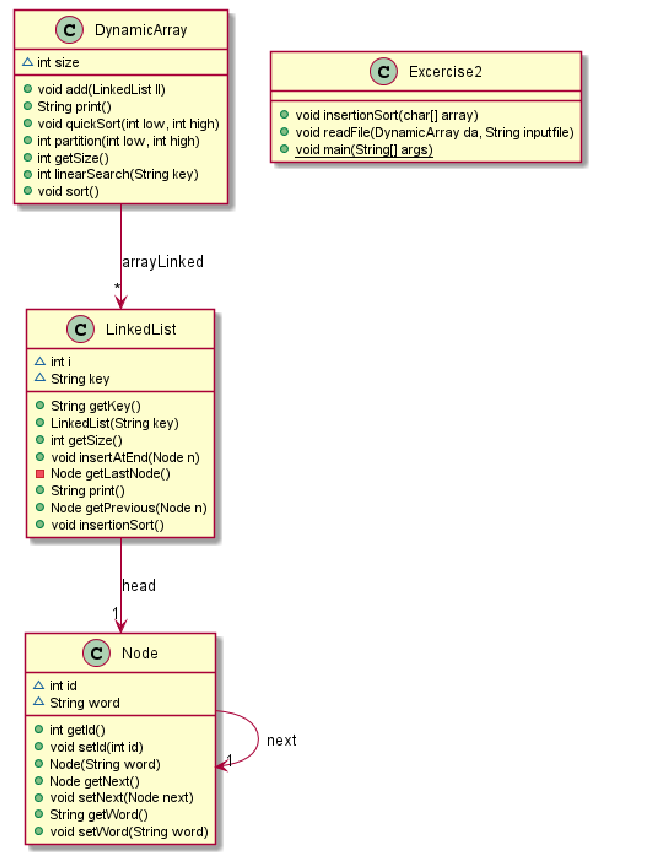 C DynamicArray
int size
void add(LinkedList ll)
String print()
void quickSort(int low, int high)
int partition(int low, int high)
int getSize()
int linearSearch(String key)
void sort()
C Excercise2
void insertionSort(char[] array)
void readFile(DynamicArray da, String inputfile)
void main(String[] args)
arrayLinked
*
C LinkedList
int i
String key
String getKey()
LinkedList(String key)
int getSize()
void insertAtEnd(Node n)
Node getLastNode()
String print()
Node getPrevious(Node n)
void insertionSort()
head
1
C Node
int id
String word
int getId()
void setId(int id)
Node(String word)
Node getNext()
void setNext(Node next)
String getWord()
void setWord(String word)
next
1